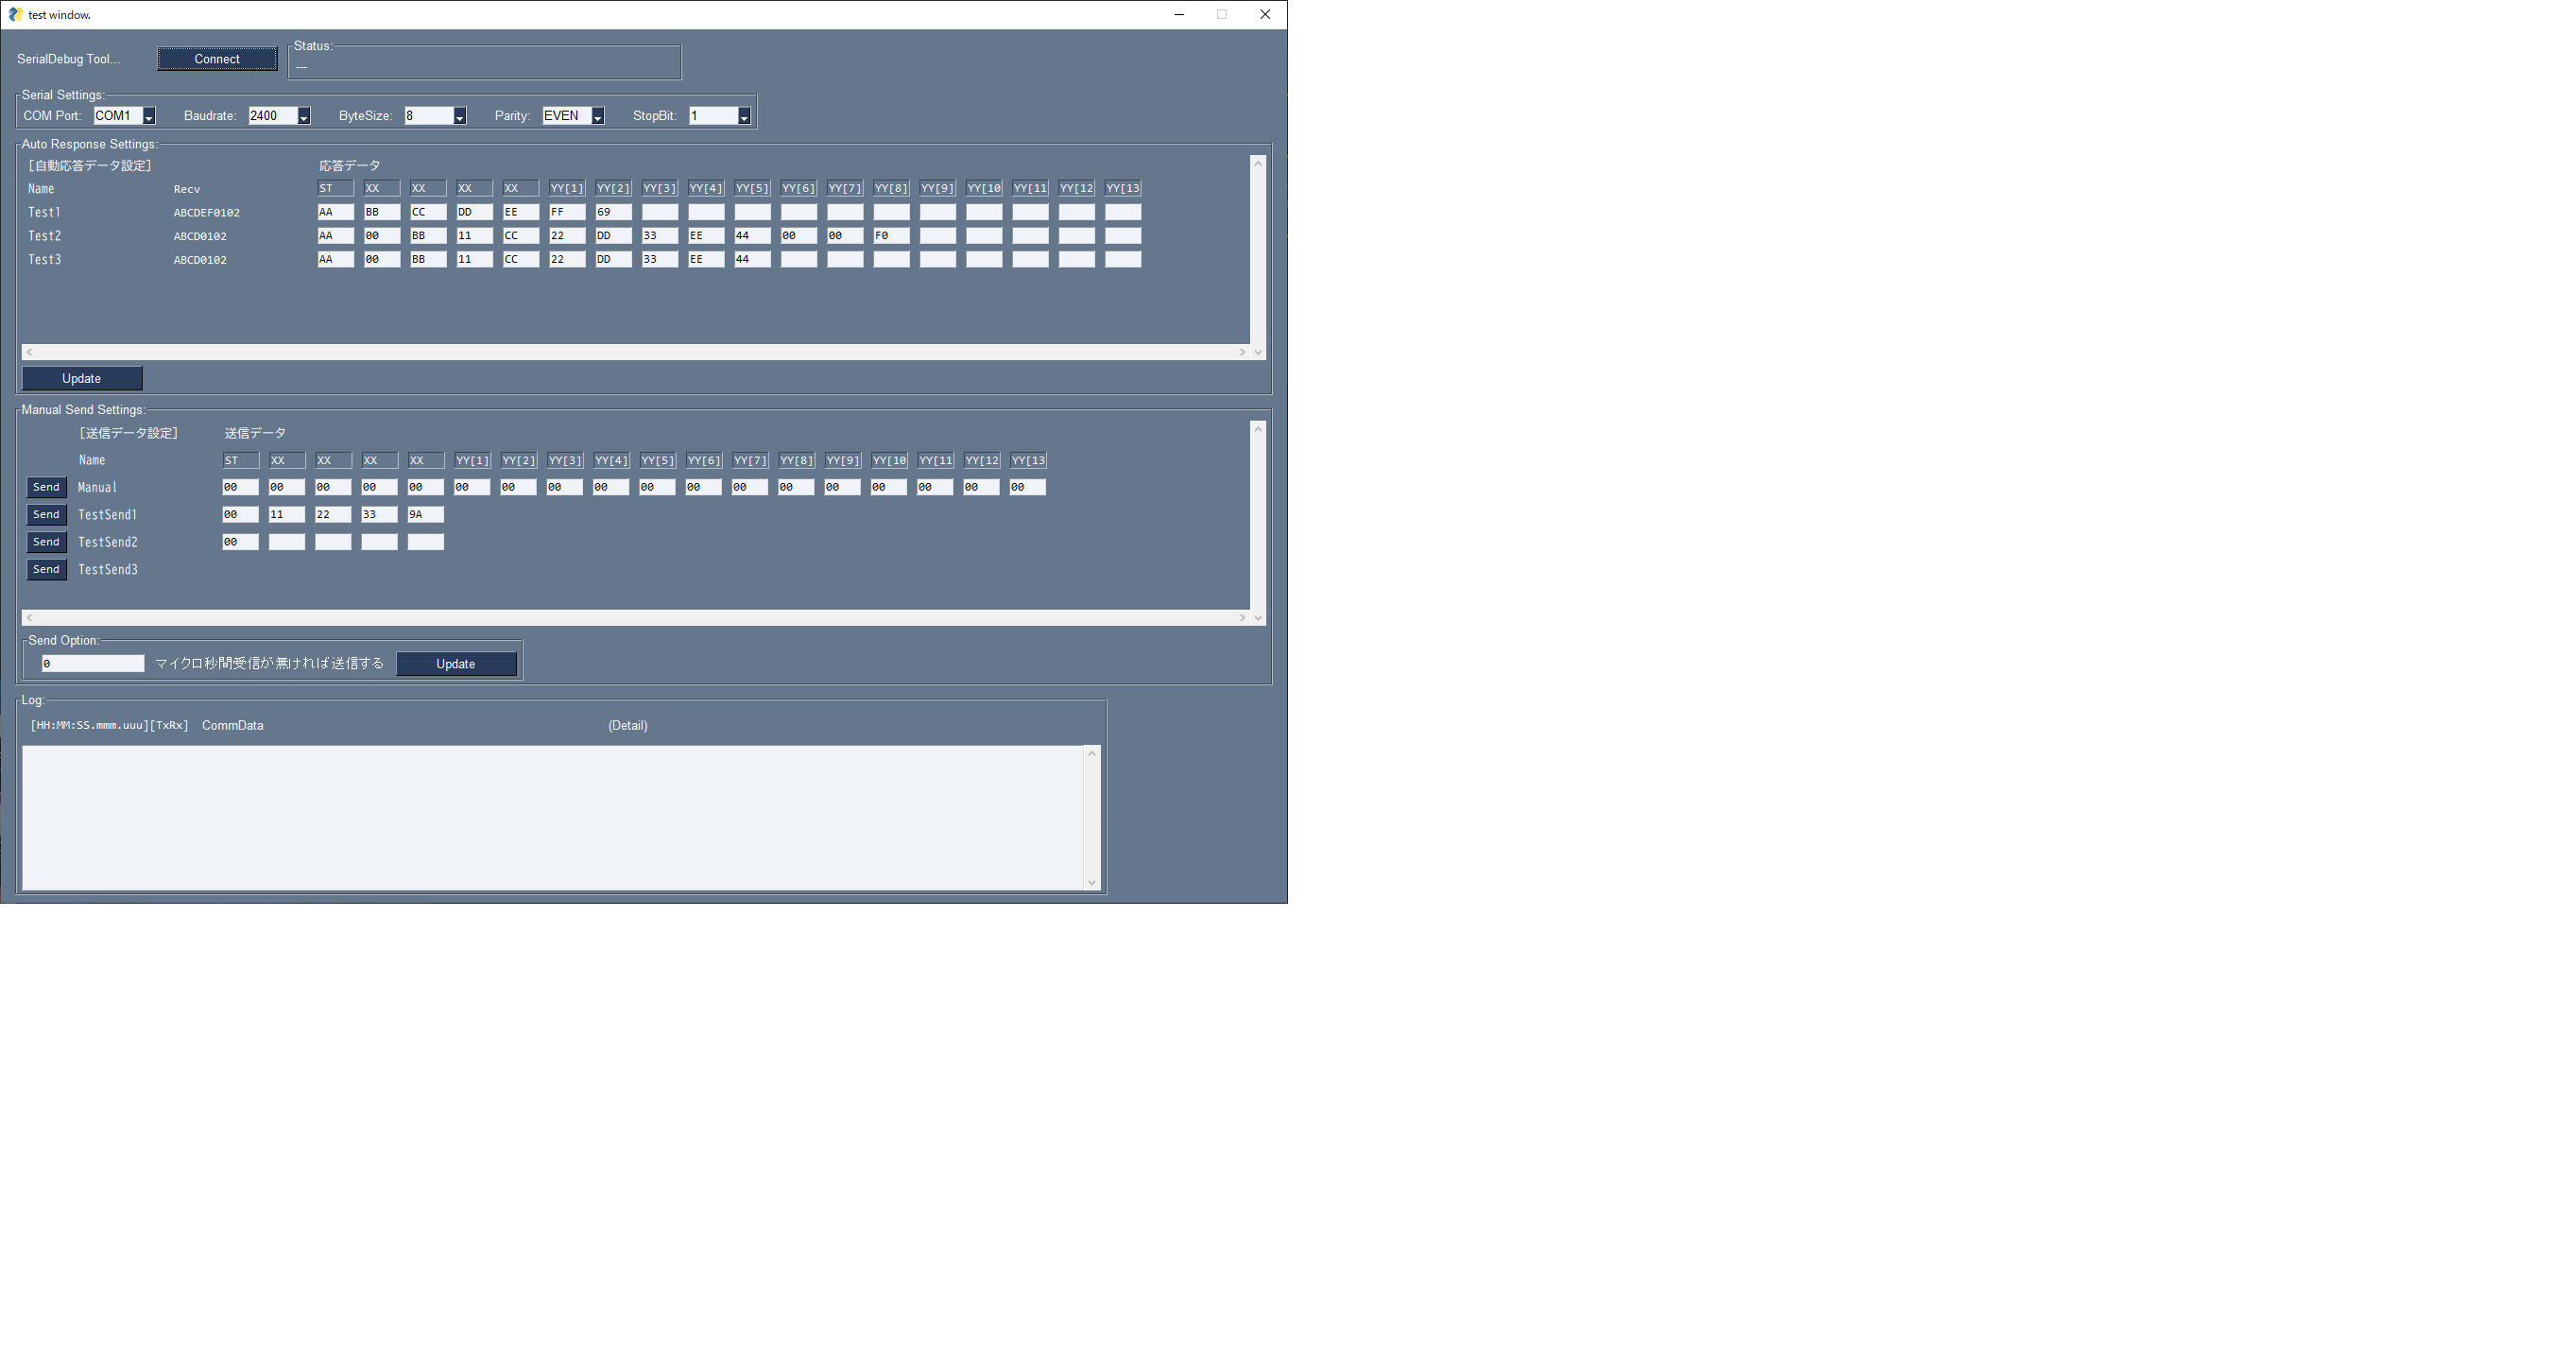 test window.
SerialDebug Tool... Connect Status:
---
Serial Settings:
COM Port: COM1 Baudrate: 2400 ByteSize: 8 Parity: EVEN StopBit: 1
Auto Response Settings:
[自動応答データ設定] 応答データ
Name Recv ST XX XX XX XX YY[1] YY[2] YY[3] YY[4] YY[5] YY[6] YY[7] YY[8] YY[9] YY[10 YY[11 YY[12 YY[13
Test1 ABCDEF0102 AA BB CC DD EE FF 69
Test2 ABCD0102 AA 00 BB 11 CC 22 DD 33 EE 44 00 00 F0
Test3 ABCD0102 AA 00 BB 11 CC 22 DD 33 EE 44
Update
Manual Send Settings:
[送信データ設定] 送信データ
Name ST XX XX XX XX YY[1] YY[2] YY[3] YY[4] YY[5] YY[6] YY[7] YY[8] YY[9] YY[10 YY[11 YY[12 YY[13
Send Manual 00 00 00 00 00 00 00 00 00 00 00 00 00 00 00 00 00 00
Send TestSend1 00 11 22 33 9A
Send TestSend2 00
Send TestSend3
Send Option:
0 マイクロ秒間受信が無ければ送信する Update
Log:
[HH:MM:SS.mmm.uuu][TxRx] CommData (Detail)